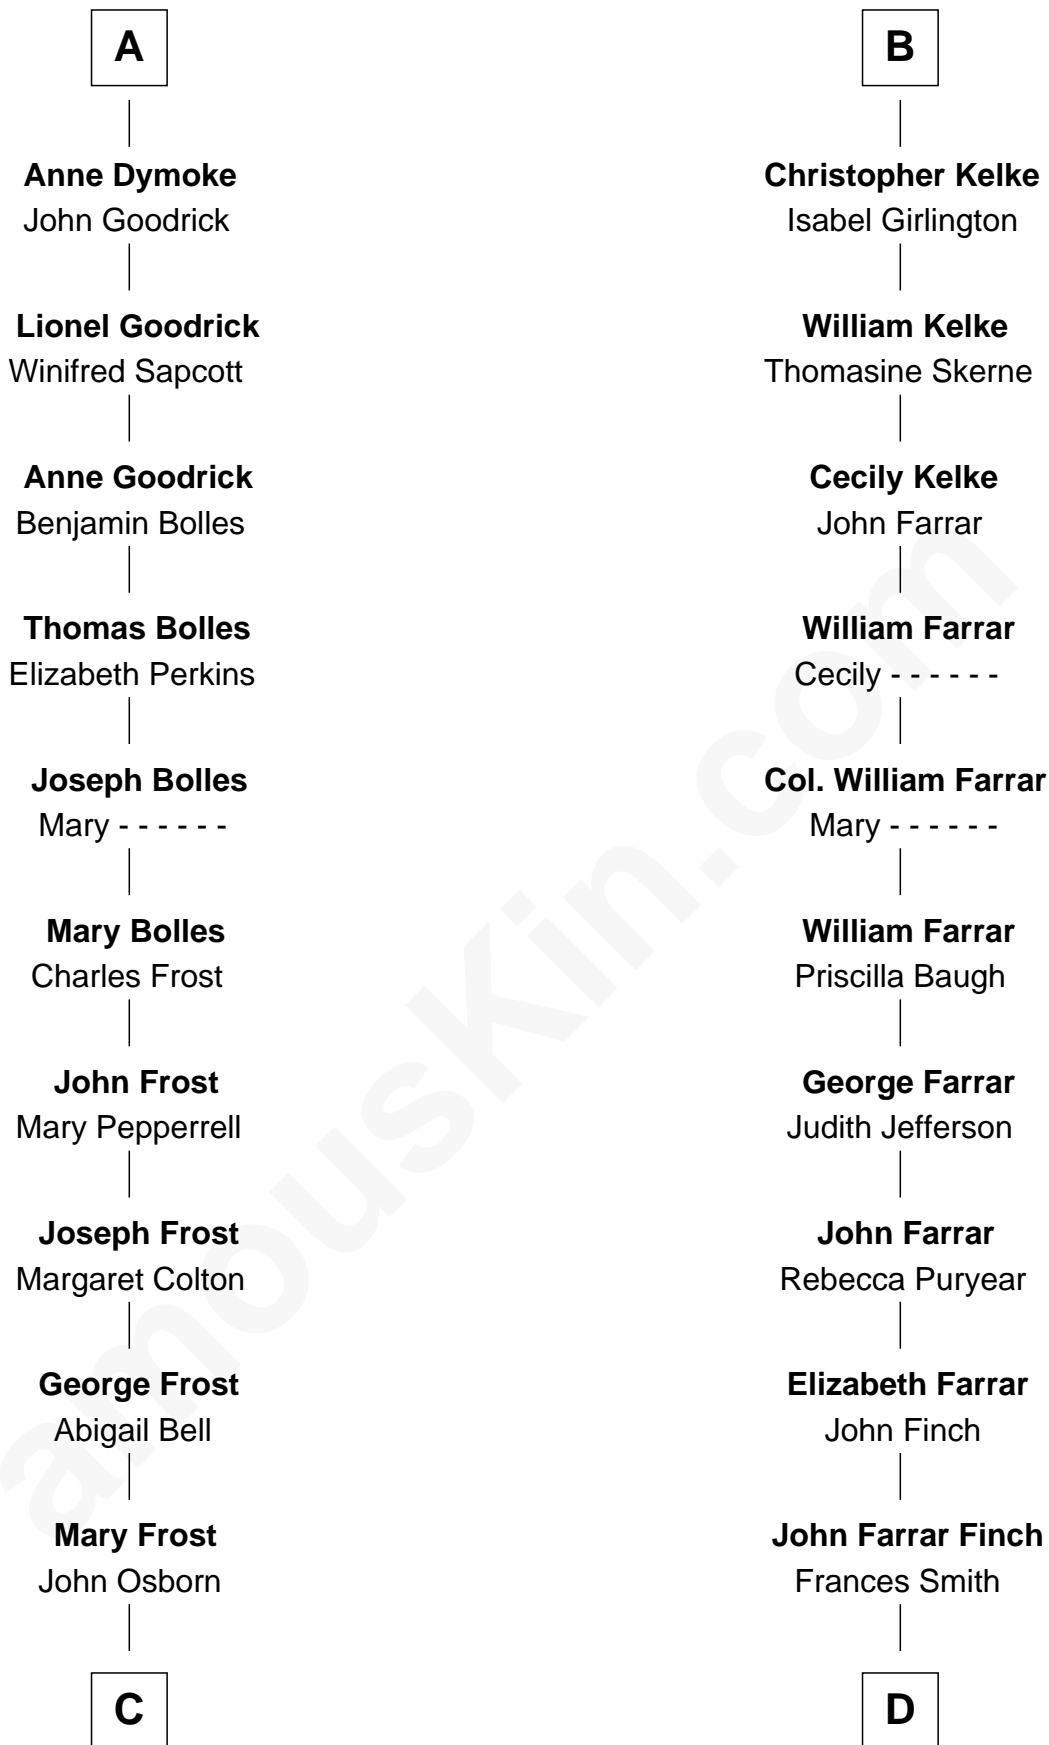 A
Anne Dymoke
John Goodrick
Lionel Goodrick
Winifred Sapcott
Anne Goodrick
Benjamin Bolles
Thomas Bolles
Elizabeth Perkins
Joseph Bolles
Mary - - - - - -
Mary Bolles
Charles Frost
John Frost
Mary Pepperrell
Joseph Frost
Margaret Colton
George Frost
Abigail Bell
Mary Frost
John Osborn
C
B
Christopher Kelke
Isabel Girlington
William Kelke
Thomasine Skerne
Cecily Kelke
John Farrar
William Farrar
Cecily - - - - - -
Col. William Farrar
Mary - - - - - -
William Farrar
Priscilla Baugh
George Farrar
Judith Jefferson
John Farrar
Rebecca Puryear
Elizabeth Farrar
John Finch
John Farrar Finch
Frances Smith
D
amousKin.com